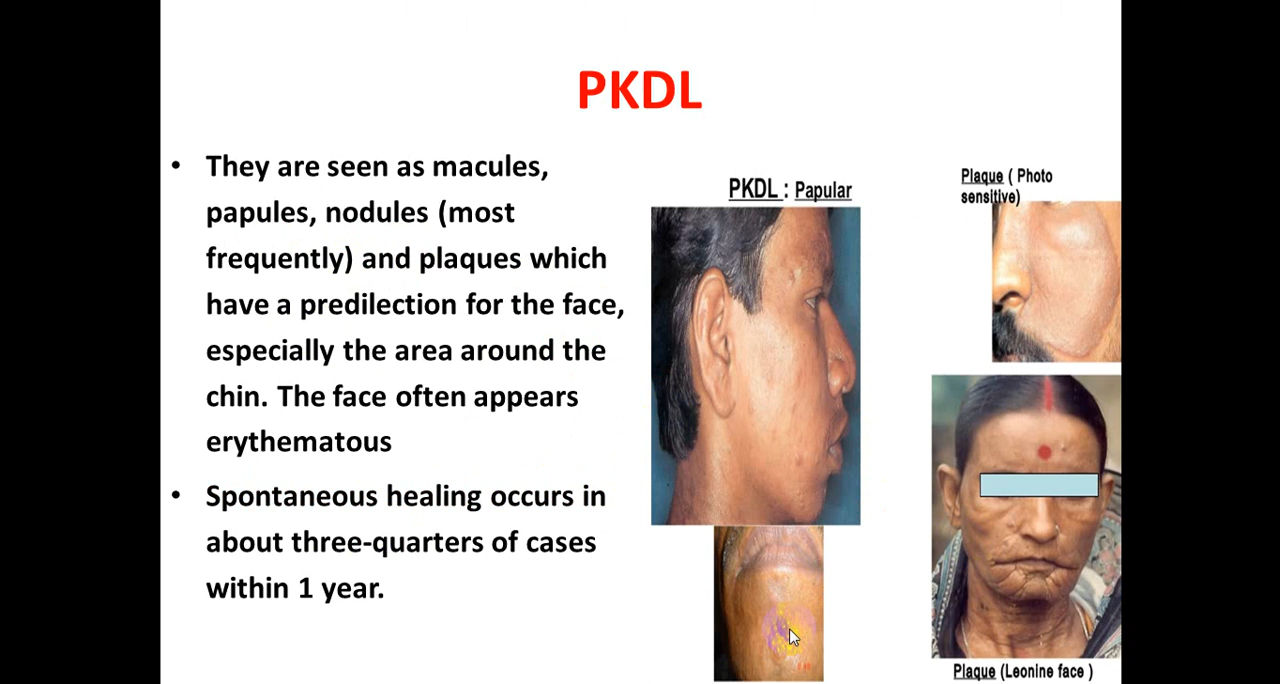 PKDL
• They are seen as macules,
papules, nodules (most
frequently) and plaques which
have a predilection for the face,
especially the area around the
chin. The face often appears
erythematous
• Spontaneous healing occurs in
about three-quarters of cases
within 1 year.
PKDL : Papular
Plaque ( Photo
sensitive)
Plaque (Leonine face )